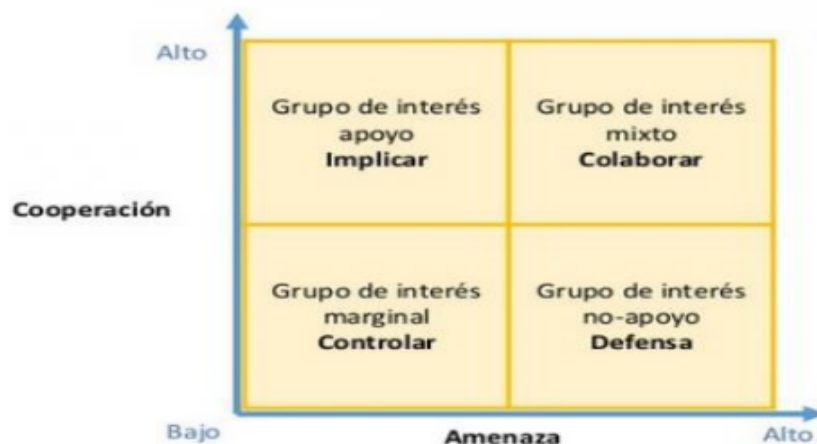 Alto
Grupo de interés
apoyo
Implicar
Grupo de interés
mixto
Colaborar
Cooperación
Grupo de interés
marginal
Controlar
Grupo de interés
no-apoyo
Defensa
Bajo
Amenaza
Alto